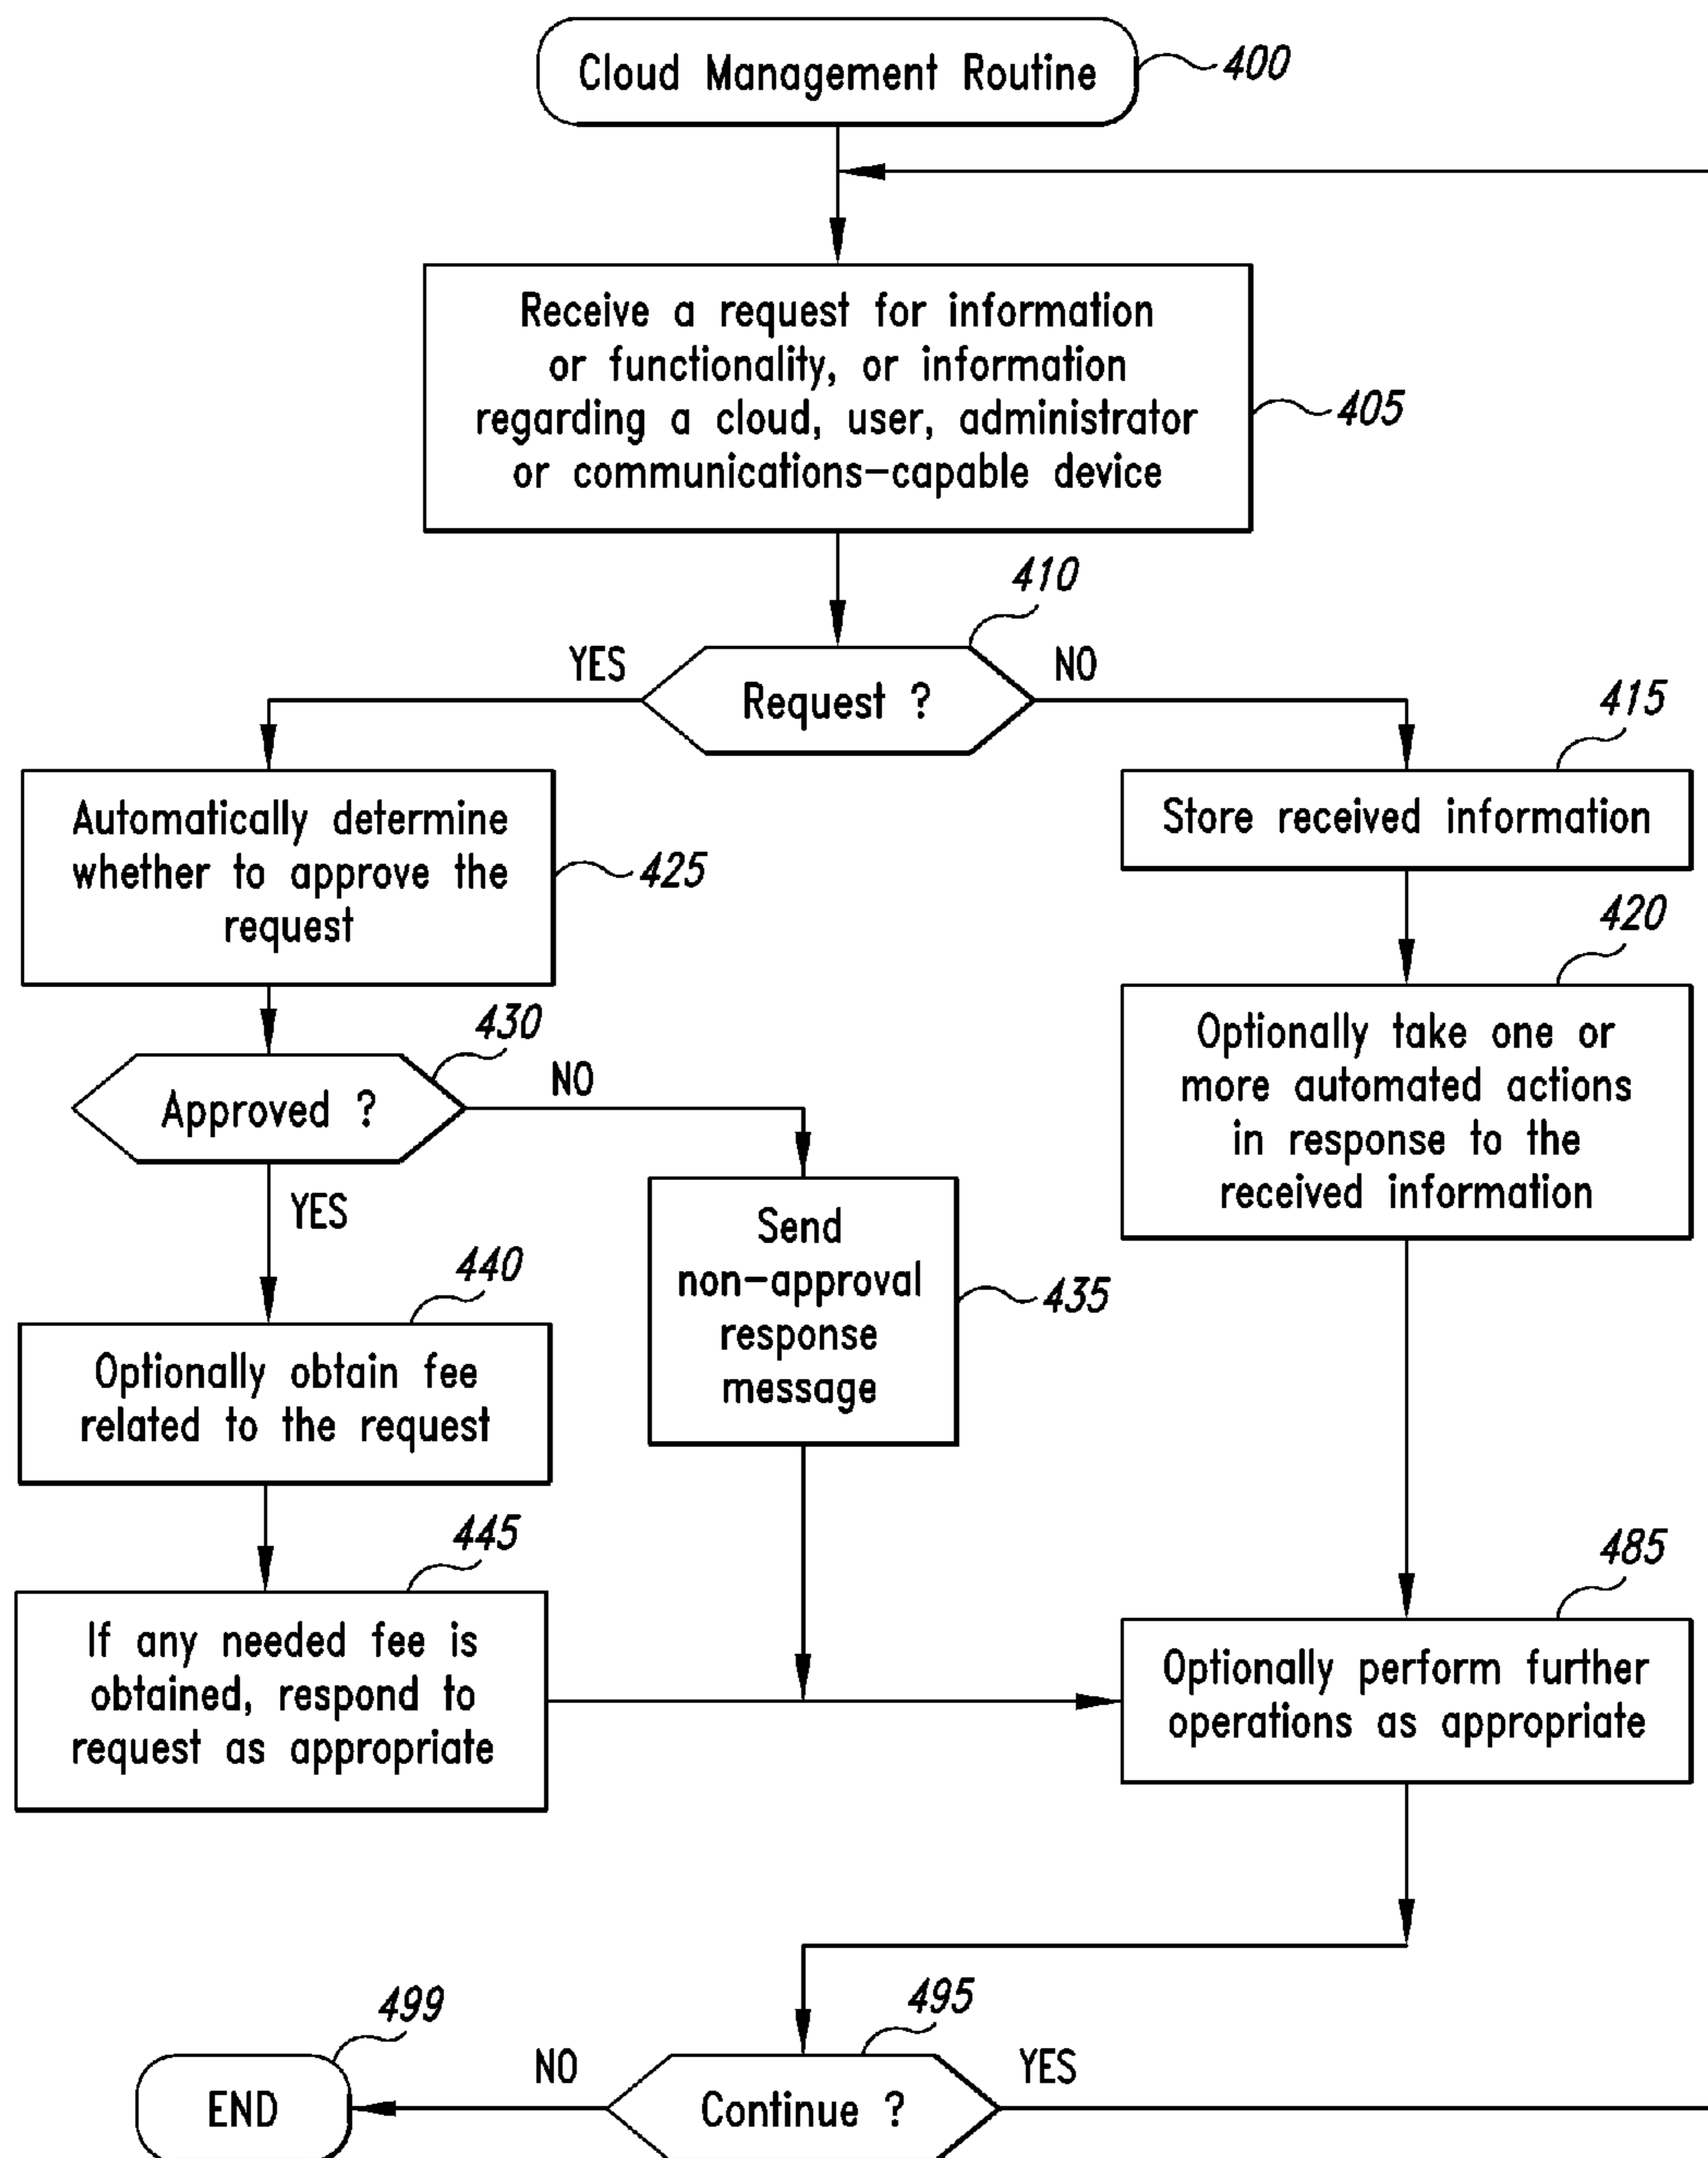 Cloud Management Routine
400
Receive a request for information
or functionality, or information
regarding a cloud, user, administrator
or communications-capable device
405
410
YES
Request ?
NO
415
Automatically determine
whether to approve the
request
425
Store received information
420
430
Approved ?
NO
YES
Optionally take one or
more automated actions
in response to the
received information
Send
non-approval
response
message
435
440
Optionally obtain fee
related to the request
445
If any needed fee is
obtained, respond to
request as appropriate
485
Optionally perform further
operations as appropriate
499
END
NO
495
Continue ?
YES